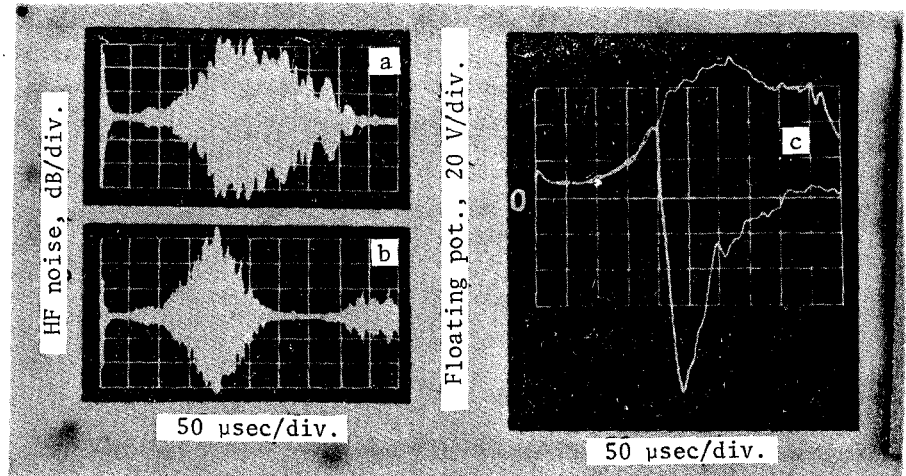 HF noise, dB/div.
a
b
50 μsec/div.
Floating pot., 20 V/div.
0
c
50 μsec/div.